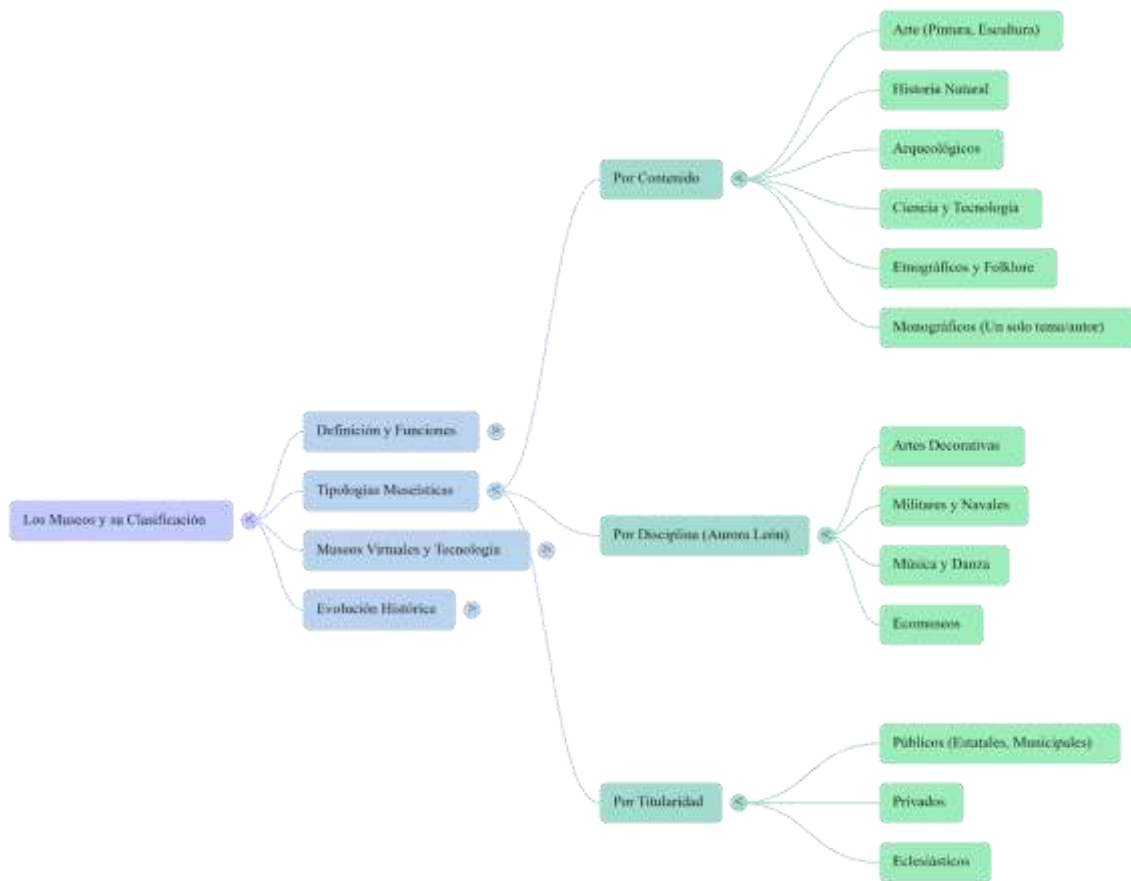 Los Museos y su Clasificación
Definición y Funciones
Tipologías Museísticas
Museos Virtuales y Tecnología
Evolución Histórica
Por Contenido
Arte (Pintura, Escultura)
Historia Natural
Arqueológicos
Ciencia y Tecnología
Etnográficos y Folklore
Monográficos (Un solo tema/autor)
Por Disciplina (Aurora León)
Artes Decorativas
Militares y Navales
Música y Danza
Ecomuseos
Por Titularidad
Públicos (Estatales, Municipales)
Privados
Eclesiásticos